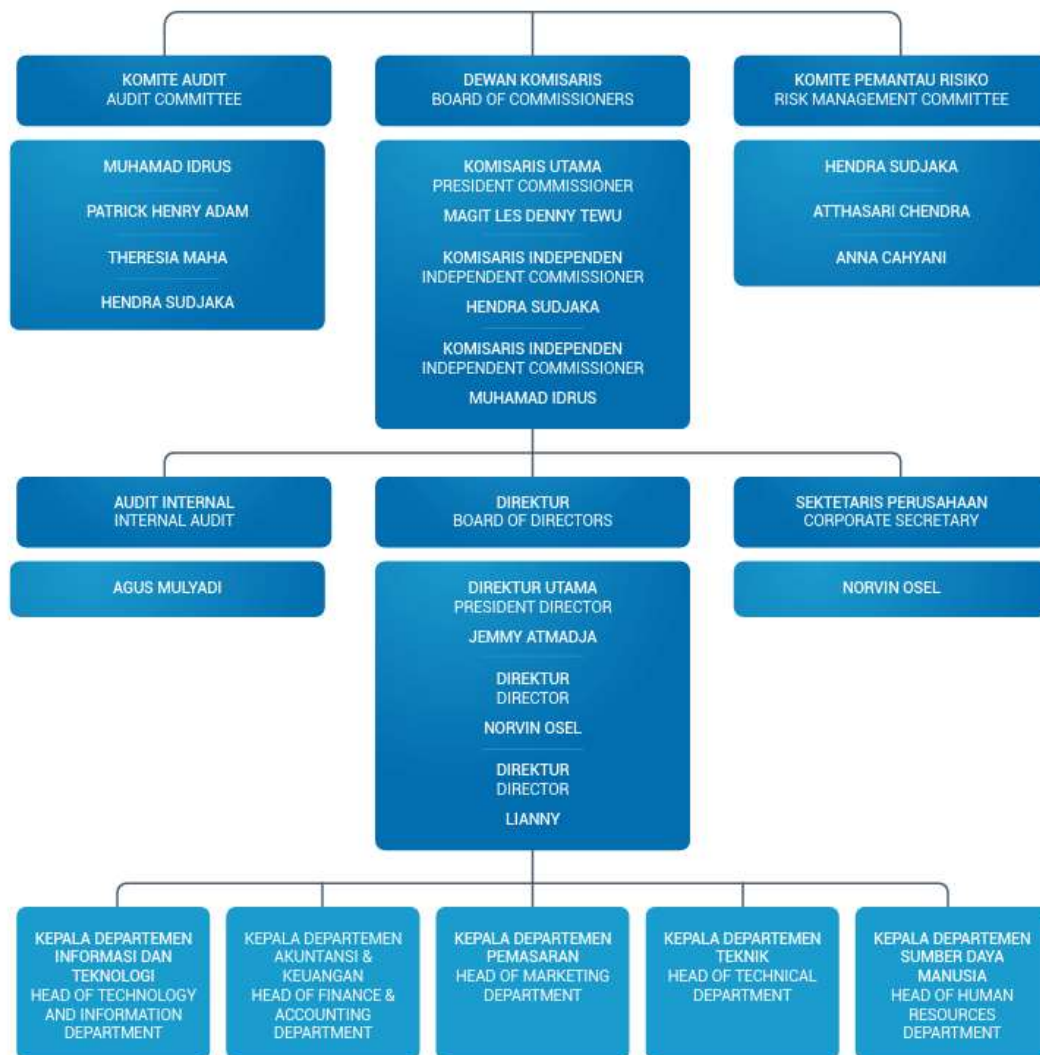 KOMITE AUDIT
AUDIT COMMITTEE
DEWAN KOMISARIS
BOARD OF COMMISSIONERS
KOMITE PEMANTAU RISIKO
RISK MANAGEMENT COMMITTEE
MUHAMAD IDRUS
PATRICK HENRY ADAM
THERESIA MAHA
HENDRA SUDJAKA
KOMISARIS UTAMA
PRESIDENT COMMISSIONER
MAGIT LES DENNY TEWU
KOMISARIS INDEPENDEN
INDEPENDENT COMMISSIONER
HENDRA SUDJAKA
KOMISARIS INDEPENDEN
INDEPENDENT COMMISSIONER
MUHAMAD IDRUS
HENDRA SUDJAKA
ATTHASARI CHENDRA
ANNA CAHYANI
AUDIT INTERNAL
INTERNAL AUDIT
DIREKTUR
BOARD OF DIRECTORS
SEKTETARIS PERUSAHAAN
CORPORATE SECRETARY
AGUS MULYADI
DIREKTUR UTAMA
PRESIDENT DIRECTOR
JEMMY ATMADJA
DIREKTUR
DIRECTOR
NORVIN OSEL
DIREKTUR
DIRECTOR
LIANNY
NORVIN OSEL
KEPALA DEPARTEMEN
INFORMASI DAN
TEKNOLOGI
HEAD OF TECHNOLOGY
AND INFORMATION
DEPARTMENT
KEPALA DEPARTEMEN
AKUNTANSI &
KEUANGAN
HEAD OF FINANCE &
ACCOUNTING
DEPARTMENT
KEPALA DEPARTEMEN
PEMASARAN
HEAD OF MARKETING
DEPARTMENT
KEPALA DEPARTEMEN
TEKNIK
HEAD OF TECHNICAL
DEPARTMENT
KEPALA DEPARTEMEN
SUMBER DAYA
MANUSIA
HEAD OF HUMAN
RESOURCES
DEPARTMENT